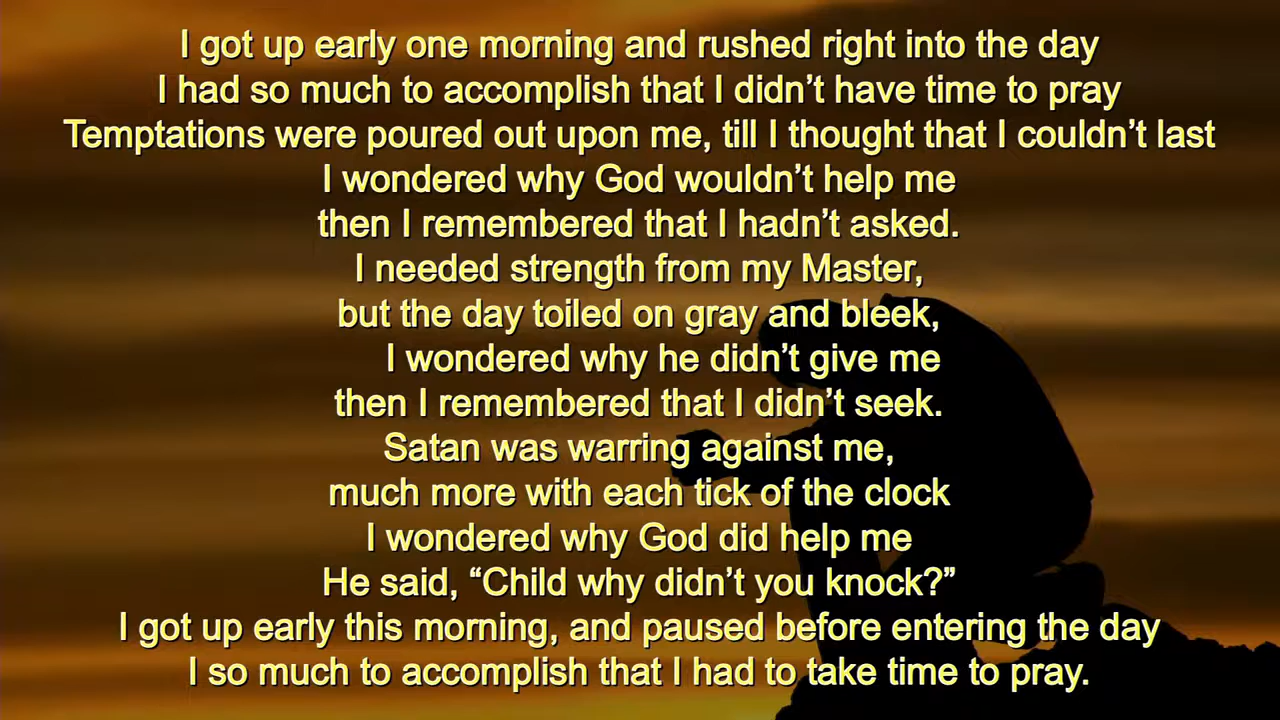 I got up early one morning and rushed right into the day
I had so much to accomplish that I didn’t have time to pray
Temptations were poured out upon me, till I thought that I couldn’t last
I wondered why God wouldn’t help me
then I remembered that I hadn’t asked.
I needed strength from my Master,
but the day toiled on gray and bleek,
I wondered why he didn’t give me
then I remembered that I didn’t seek.
Satan was warring against me,
much more with each tick of the clock
I wondered why God did help me
He said, “Child why didn’t you knock?”
I got up early this morning, and paused before entering the day
I so much to accomplish that I had to take time to pray.